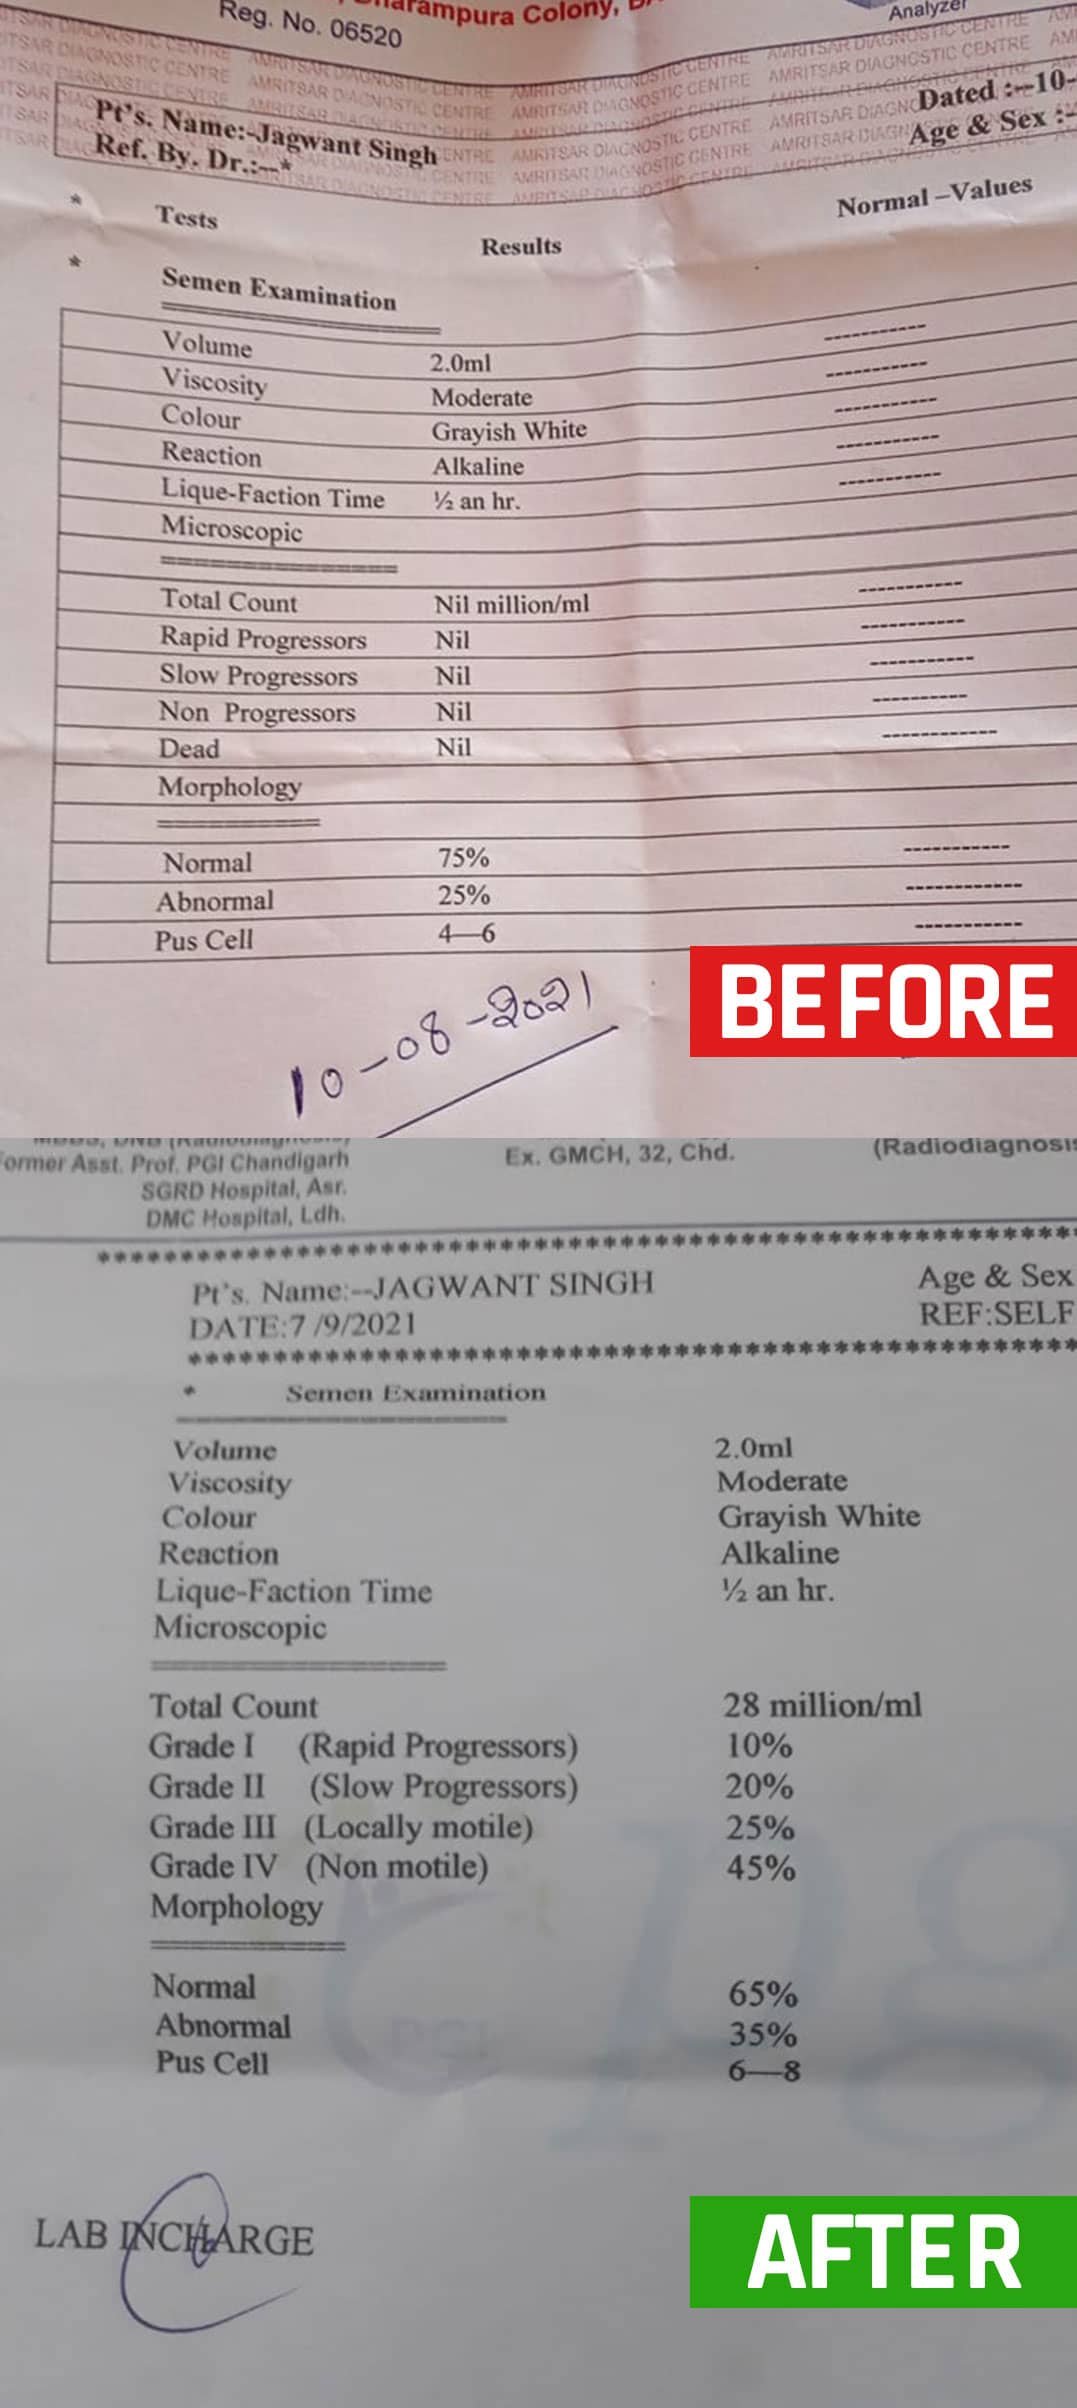 Dharampura Colony,
Reg. No. 06520
Analyzer
AMRITSAR DIAGNOSTIC CENTRE
Pt's. Name:-Jagwant Singh
Dated :--10-
Ref. By. Dr.:--*
Age & Sex :-
* Tests Results Normal –Values
* Semen Examination
Volume 2.0ml -----------
Viscosity Moderate -----------
Colour Grayish White -----------
Reaction Alkaline -----------
Lique-Faction Time ½ an hr. -----------
Microscopic
================
Total Count Nil million/ml -----------
Rapid Progressors Nil -----------
Slow Progressors Nil -----------
Non Progressors Nil ----------
Dead Nil ------------
Morphology
===========
Normal 75% -----------
Abnormal 25% ------------
Pus Cell 4—6 -----------
BEFORE
10-08-2021
MBBS, DNB (Radiodiagnosis)
Former Asst. Prof. PGI Chandigarh
Ex. GMCH, 32, Chd.
(Radiodiagnosis
SGRD Hospital, Asr.
DMC Hospital, Ldh.
Pt's. Name:--JAGWANT SINGH Age & Sex
DATE:7 /9/2021 REF:SELF
* Semen Examination
Volume 2.0ml
Viscosity Moderate
Colour Grayish White
Reaction Alkaline
Lique-Faction Time ½ an hr.
Microscopic
Total Count 28 million/ml
Grade I (Rapid Progressors) 10%
Grade II (Slow Progressors) 20%
Grade III (Locally motile) 25%
Grade IV (Non motile) 45%
Morphology
Normal 65%
Abnormal 35%
Pus Cell 6—8
LAB INCHARGE
AFTER